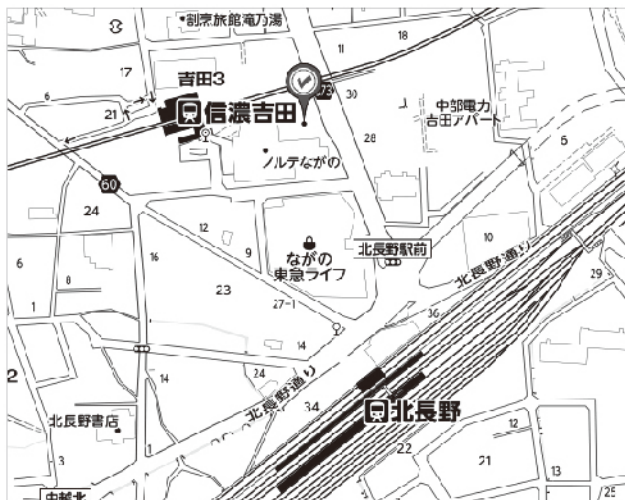 割烹旅館滝乃湯
11
18
17
吉田3
73
30
6
21
信濃吉田
中部電力
吉田アパート
28
5
ノルテながの
60
24
12
9
ながの
東急ライフ
北長野駅前
10
北長野通り
29
6
8
16
23
27-1
1
36
14
2
14
24
北長野通り
34
北長野
北長野書店
22
12
3
1
21
13
25
中越北